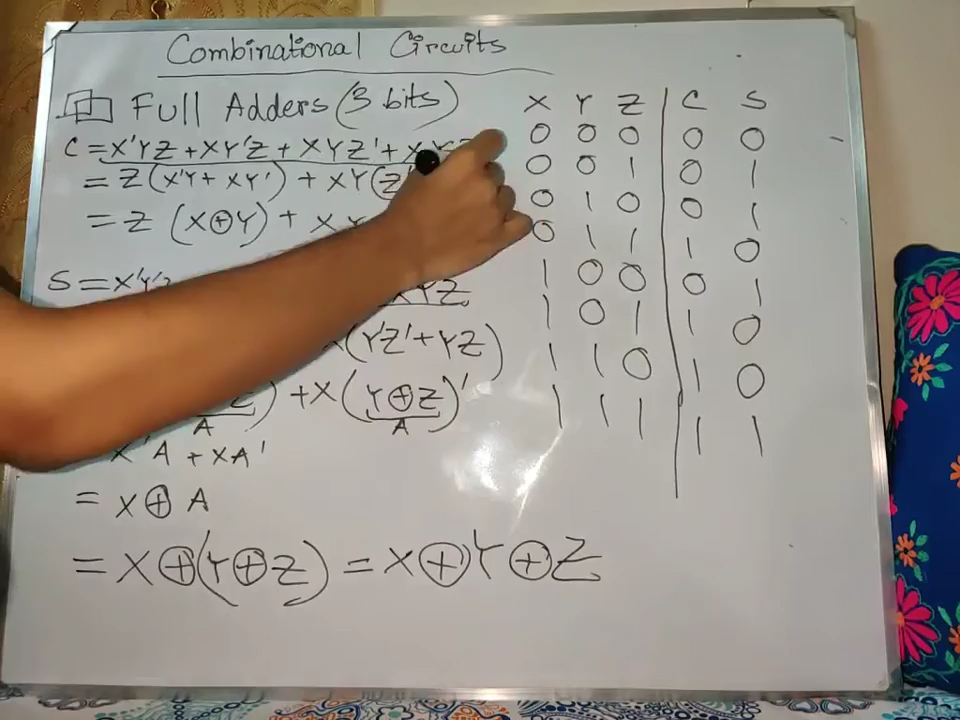 Combinational Circuits
Full Adders (3 bits)
C = X'YZ + XY'Z + XYZ' +
= Z(X'Y + XY') + XY(Z'
= Z (X⊕Y) +
S = X'Y'Z
XYZ
(Y'Z' + YZ)
) + X(Y⊕Z)'
A A
X'A + XA'
= X⊕A
= X⊕(Y⊕Z) = X⊕Y⊕Z
X Y Z C S
0 0 0 0 0
0 0 1 0 1
0 1 0 0 1
0 1 1 1 0
1 0 0 0 1
1 0 1 1 0
1 1 0 1 0
1 1 1 1 1